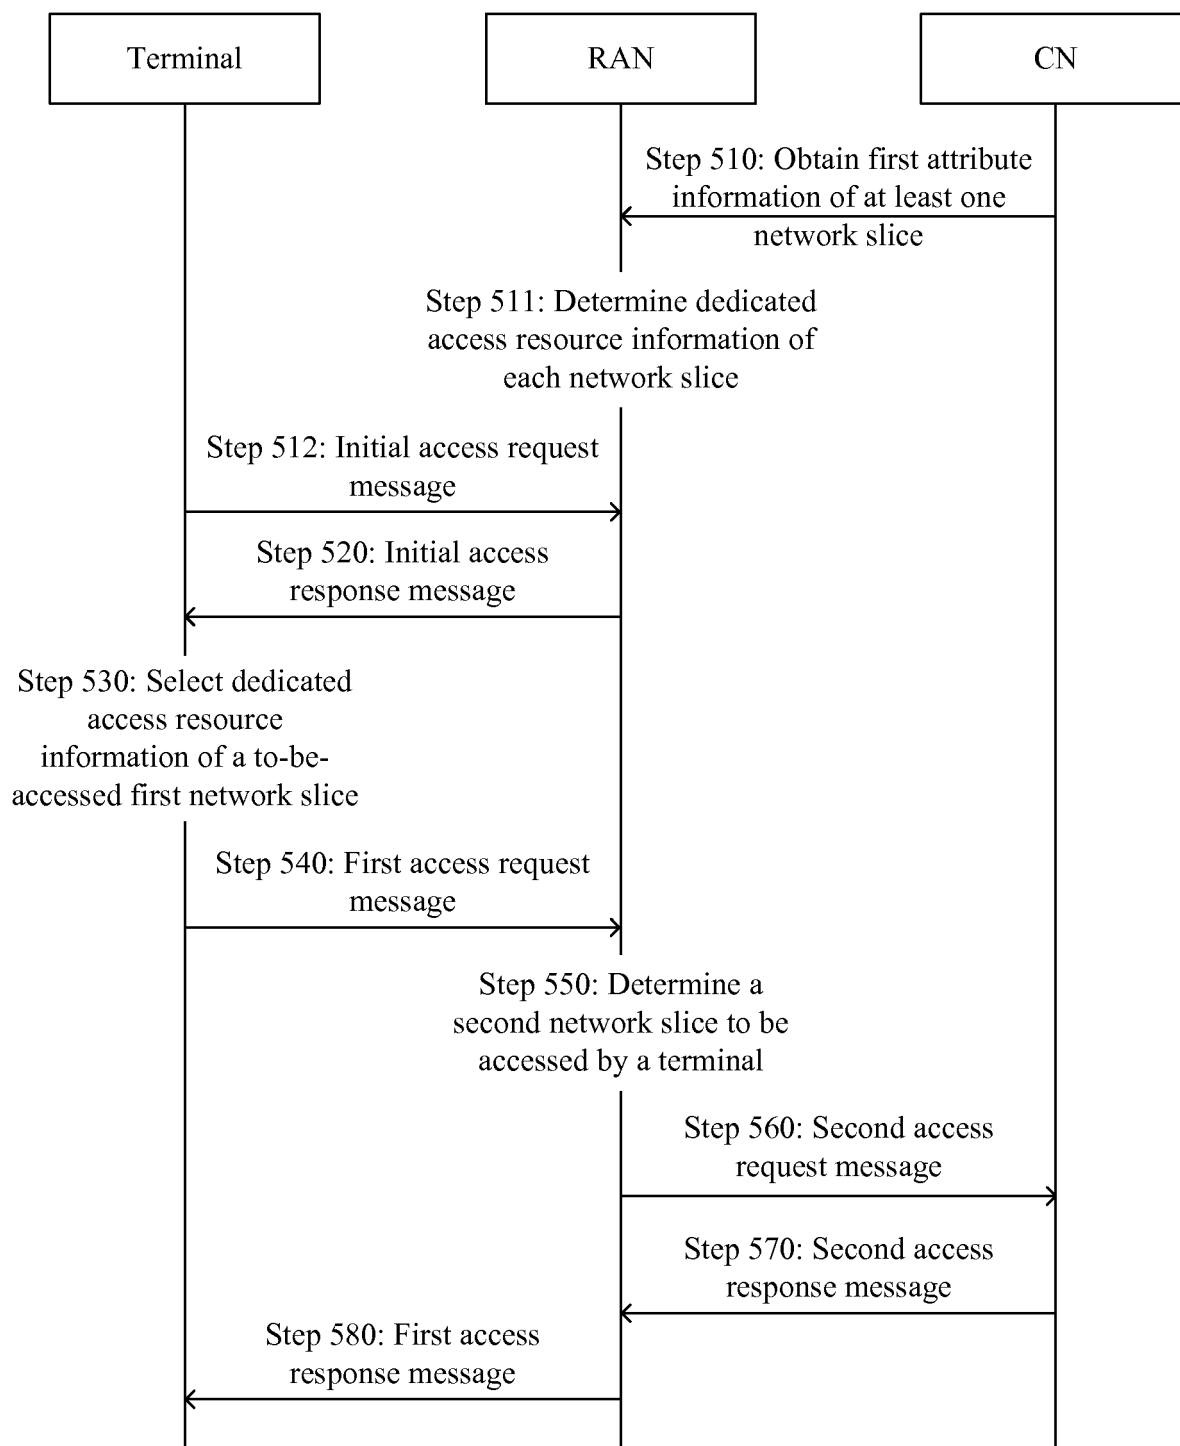 Terminal
RAN
CN
Step 510: Obtain first attribute
information of at least one
network slice
Step 511: Determine dedicated
access resource information of
each network slice
Step 512: Initial access request
message
Step 520: Initial access
response message
Step 530: Select dedicated
access resource
information of a to-be-
accessed first network slice
Step 540: First access request
message
Step 550: Determine a
second network slice to be
accessed by a terminal
Step 560: Second access
request message
Step 570: Second access
response message
Step 580: First access
response message